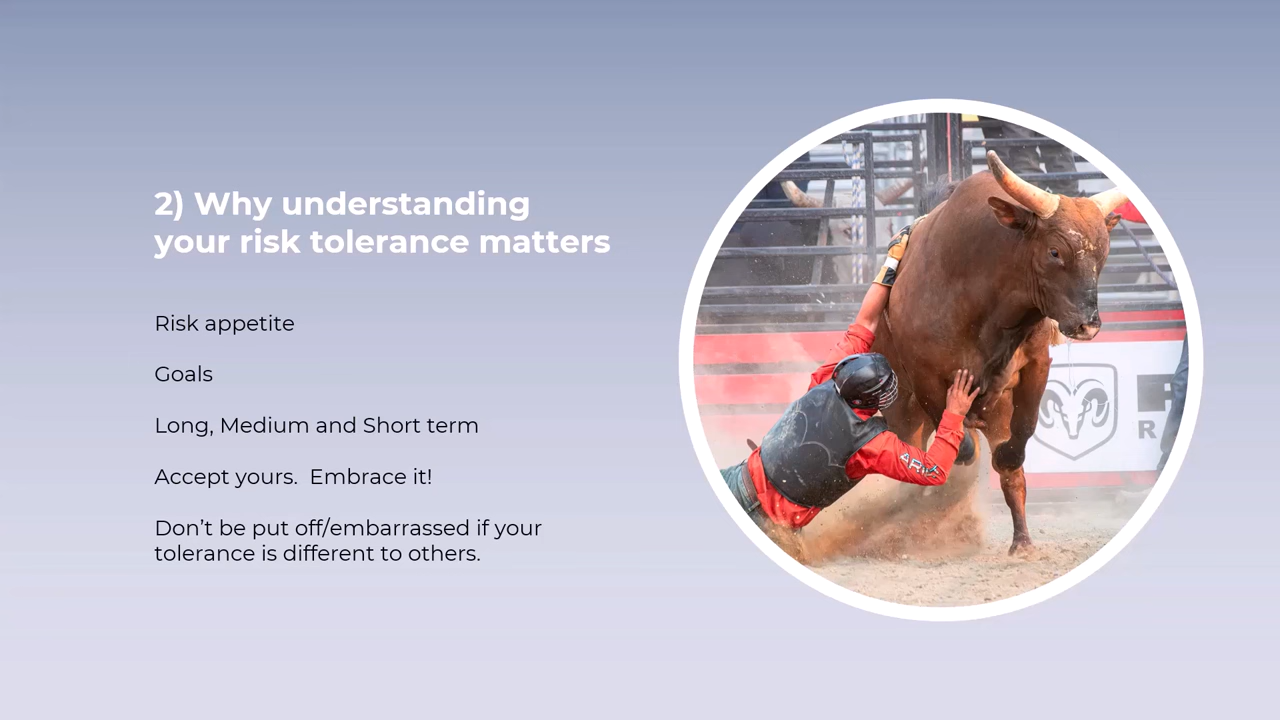 2) Why understanding
your risk tolerance matters
Risk appetite
Goals
Long, Medium and Short term
Accept yours.  Embrace it!
Don’t be put off/embarrassed if your
tolerance is different to others.